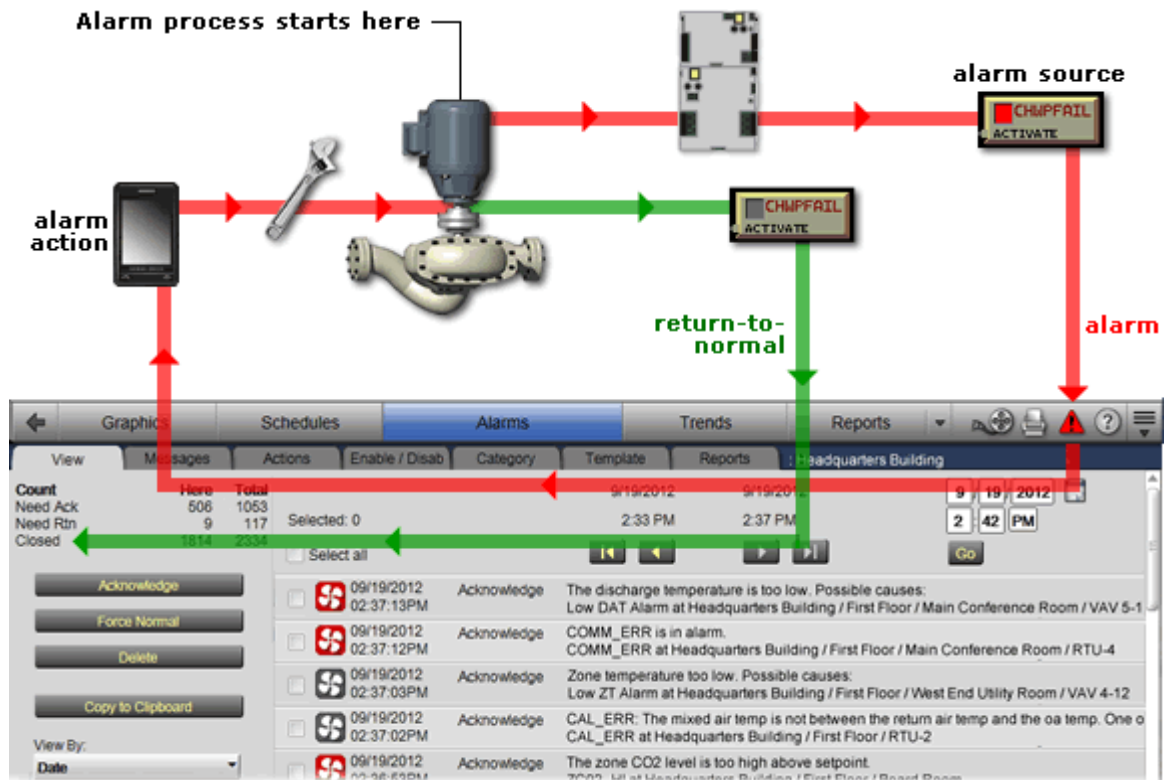 Alarm process starts here
alarm source
CHWPFAIL
ACTIVATE
alarm
action
CHWPFAIL
ACTIVATE
return-to-
normal
alarm
Graphics Schedules Alarms Trends Reports
View Messages Actions Enable / Disab Category Template Reports : Headquarters Building
Count Here Total
Need Ack 506 1053
Need Rtn 9 117
Closed 1814 2334
9/19/2012 9/19/2012
9 / 19 / 2012
Selected: 0 2:33 PM 2:37 PM
2 : 42 PM
Select all
Go
Acknowledge
Force Normal
Delete
Copy to Clipboard
View By:
Date
09/19/2012 Acknowledge The discharge temperature is too low. Possible causes:
02:37:13PM Low DAT Alarm at Headquarters Building / First Floor / Main Conference Room / VAV 5-1
09/19/2012 Acknowledge COMM_ERR is in alarm.
02:37:12PM COMM_ERR at Headquarters Building / First Floor / Main Conference Room / RTU-4
09/19/2012 Acknowledge Zone temperature too low. Possible causes:
02:37:03PM Low ZT Alarm at Headquarters Building / First Floor / West End Utility Room / VAV 4-12
09/19/2012 Acknowledge CAL_ERR: The mixed air temp is not between the return air temp and the oa temp. One o
02:37:02PM CAL_ERR at Headquarters Building / First Floor / RTU-2
09/19/2012 Acknowledge The zone CO2 level is too high above setpoint.
Headquarters Building / First Floor / Board Room